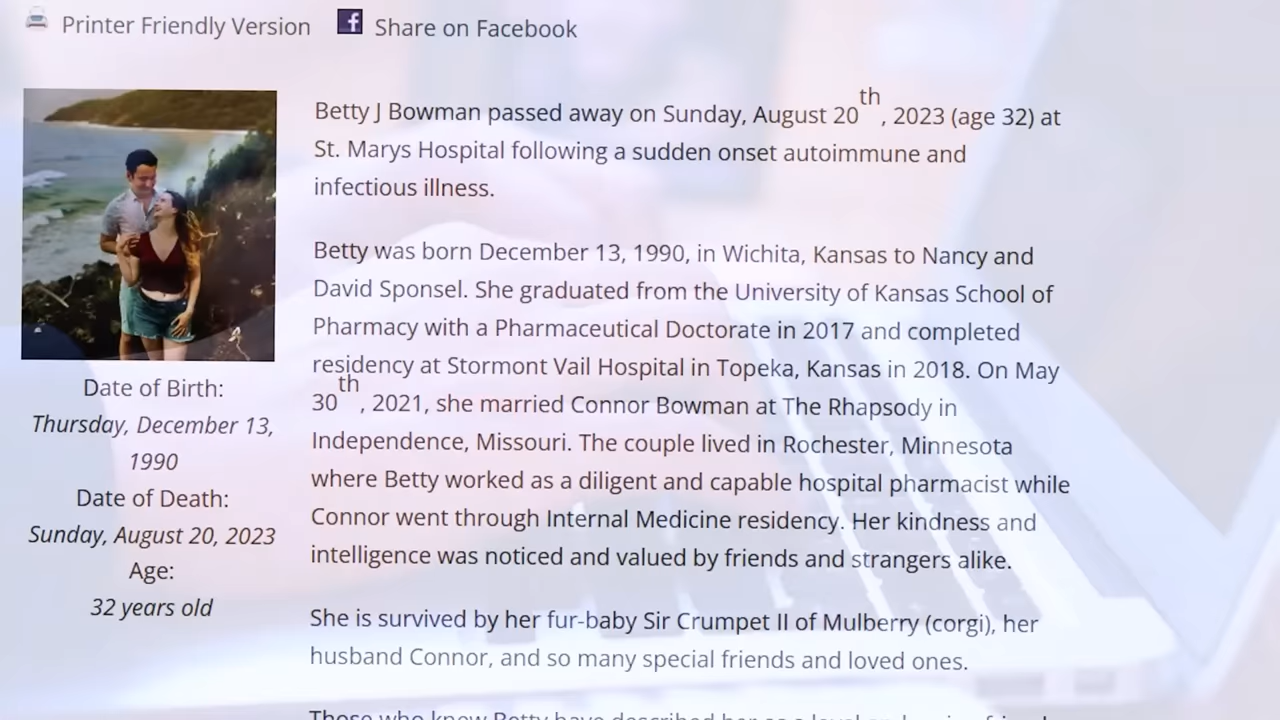 Printer Friendly Version
Share on Facebook
Betty J Bowman passed away on Sunday, August 20th, 2023 (age 32) at
St. Marys Hospital following a sudden onset autoimmune and
infectious illness.
Betty was born December 13, 1990, in Wichita, Kansas to Nancy and
David Sponsel. She graduated from the University of Kansas School of
Pharmacy with a Pharmaceutical Doctorate in 2017 and completed
residency at Stormont Vail Hospital in Topeka, Kansas in 2018. On May
30th, 2021, she married Connor Bowman at The Rhapsody in
Independence, Missouri. The couple lived in Rochester, Minnesota
where Betty worked as a diligent and capable hospital pharmacist while
Connor went through Internal Medicine residency. Her kindness and
intelligence was noticed and valued by friends and strangers alike.
She is survived by her fur-baby Sir Crumpet II of Mulberry (corgi), her
husband Connor, and so many special friends and loved ones.
Those who knew Betty have described her as a
Date of Birth:
Thursday, December 13,
1990
Date of Death:
Sunday, August 20, 2023
Age:
32 years old